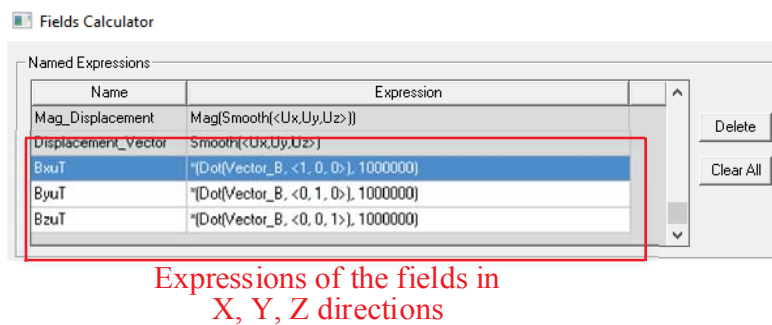 Fields Calculator
Named Expressions
Name Expression
Mag_Displacement Mag(Smooth(<Ux,Uy,Uz>))
Displacement_Vector Smooth(<Ux,Uy,Uz>)
BxuT *(Dot(Vector_B, <1, 0, 0>), 1000000)
ByuT *(Dot(Vector_B, <0, 1, 0>), 1000000)
BzuT *(Dot(Vector_B, <0, 0, 1>), 1000000)
Delete
Clear All
Expressions of the fields in
X, Y, Z directions